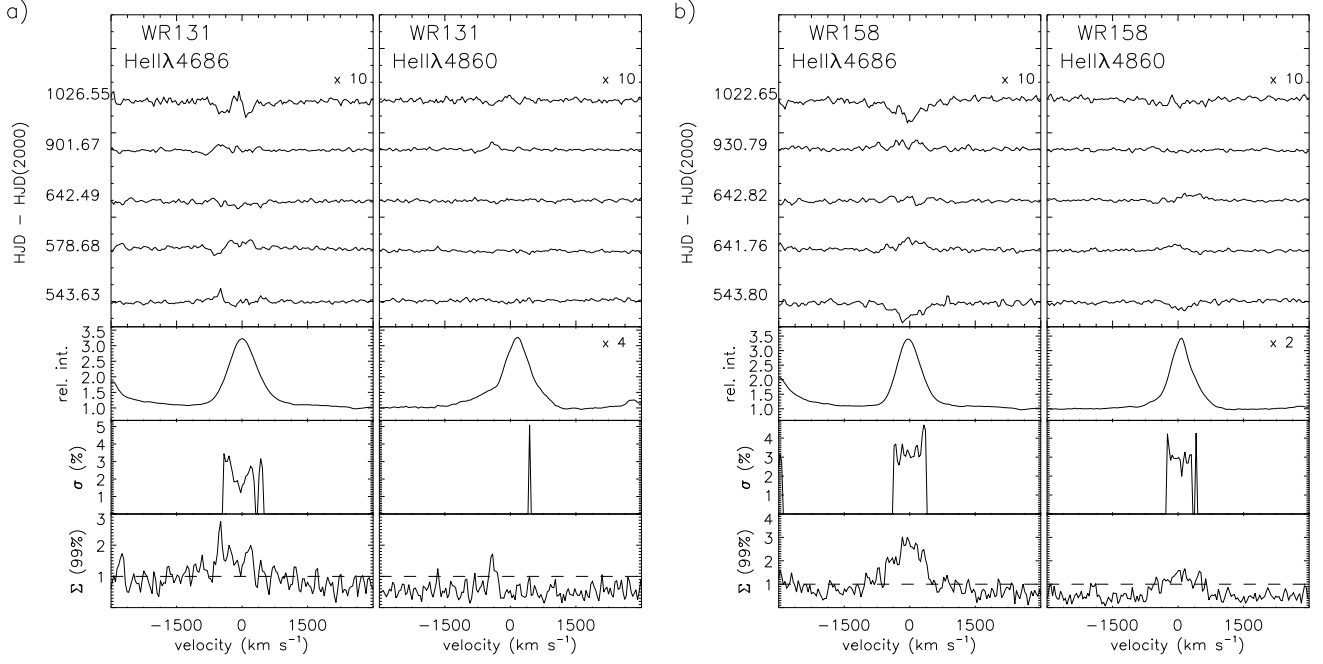 a)
WR131
HeIIλ4686
x 10
WR131
HeIIλ4860
x 10
HJD − HJD(2000)
1026.55
901.67
642.49
578.68
543.63
rel. int.
3.5
3.0
2.5
2.0
1.5
1.0
x 4
σ (%)
5
4
3
2
1
Σ (99%)
3
2
1
−1500 0 1500
−1500 0 1500
velocity (km s⁻¹)
velocity (km s⁻¹)
b)
WR158
HeIIλ4686
x 10
WR158
HeIIλ4860
x 10
HJD − HJD(2000)
1022.65
930.79
642.82
641.76
543.80
rel. int.
3.5
3.0
2.5
2.0
1.5
1.0
x 2
σ (%)
4
3
2
1
Σ (99%)
4
3
2
1
−1500 0 1500
−1500 0 1500
velocity (km s⁻¹)
velocity (km s⁻¹)